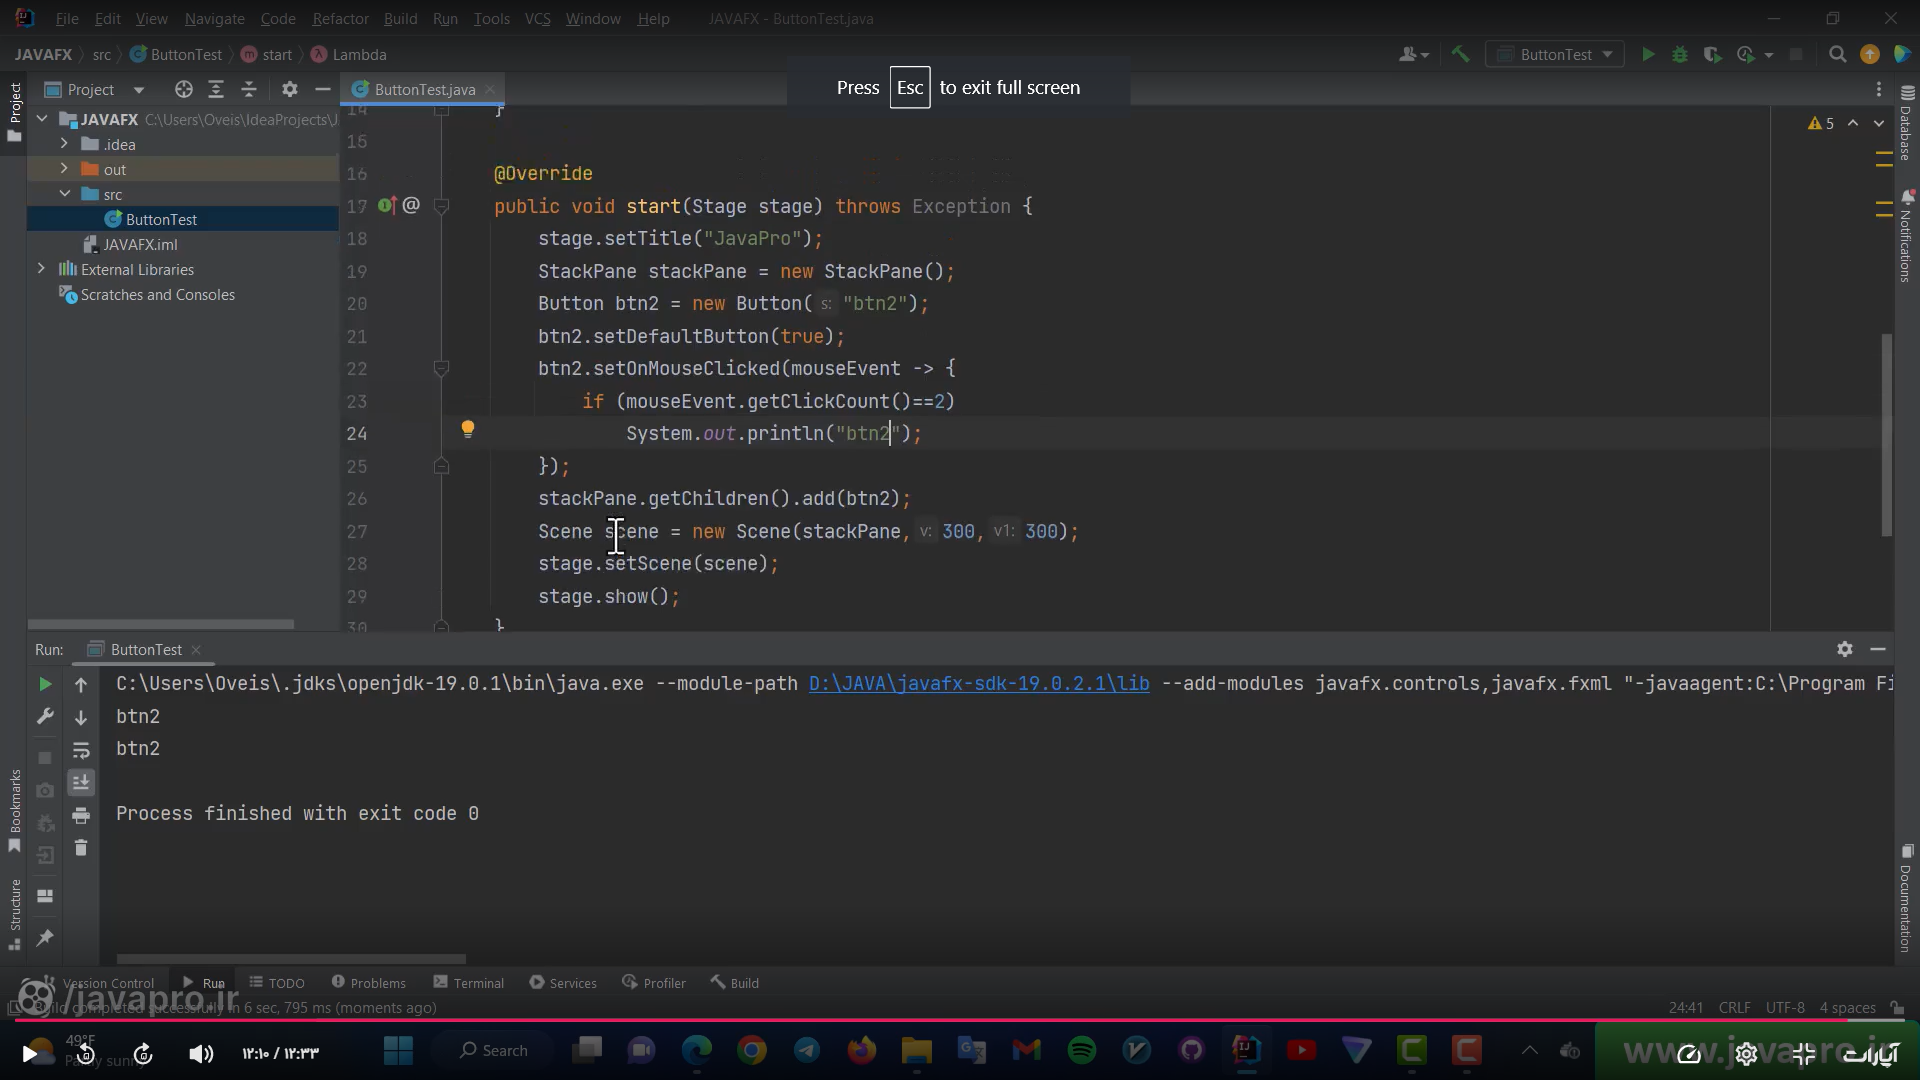 File Edit View Navigate Code Refactor Build Run Tools VCS Window Help JAVAFX - ButtonTest.java
JAVAFX src ButtonTest start Lambda ButtonTest
Press Esc to exit full screen
Project
ButtonTest.java
Project
Database
Notifications
Documentation
Bookmarks
Structure
JAVAFX C:\Users\Oveis\IdeaProjects\J
.idea
out
src
ButtonTest
JAVAFX.iml
External Libraries
Scratches and Consoles
5
14 }
15
16 @Override
17 @ public void start(Stage stage) throws Exception {
18 stage.setTitle("JavaPro");
19 StackPane stackPane = new StackPane();
20 Button btn2 = new Button( s: "btn2");
21 btn2.setDefaultButton(true);
22 btn2.setOnMouseClicked(mouseEvent -> {
23 if (mouseEvent.getClickCount()==2)
24 System.out.println("btn2");
25 });
26 stackPane.getChildren().add(btn2);
27 Scene scene = new Scene(stackPane, v: 300, v1: 300);
28 stage.setScene(scene);
29 stage.show();
30 }
Run: ButtonTest
C:\Users\Oveis\.jdks\openjdk-19.0.1\bin\java.exe --module-path D:\JAVA\javafx-sdk-19.0.2.1\lib --add-modules javafx.controls,javafx.fxml "-javaagent:C:\Program Fi
btn2
btn2
Process finished with exit code 0
Version Control Run TODO Problems Terminal Services Profiler Build
/javapro.ir
Build completed successfully in 6 sec, 795 ms (moments ago) 24:41 CRLF UTF-8 4 spaces
49°F
Partly sunny
۱۲:۱۰ / ۱۲:۳۳
Search
www.javapro.ir
آپارات